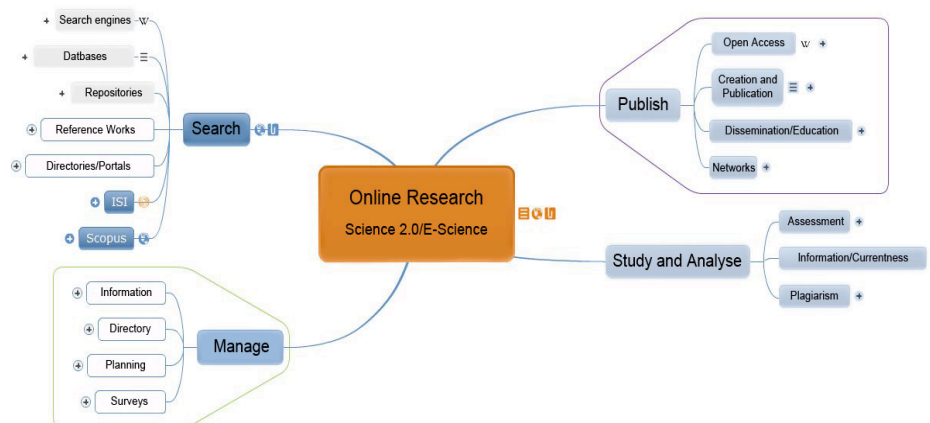 Search engines
Datbases
Repositories
Reference Works
Directories/Portals
ISI
Scopus
Search
Online Research
Science 2.0/E-Science
Publish
Open Access
Creation and
Publication
Dissemination/Education
Networks
Study and Analyse
Assessment
Information/Currentness
Plagiarism
Manage
Information
Directory
Planning
Surveys